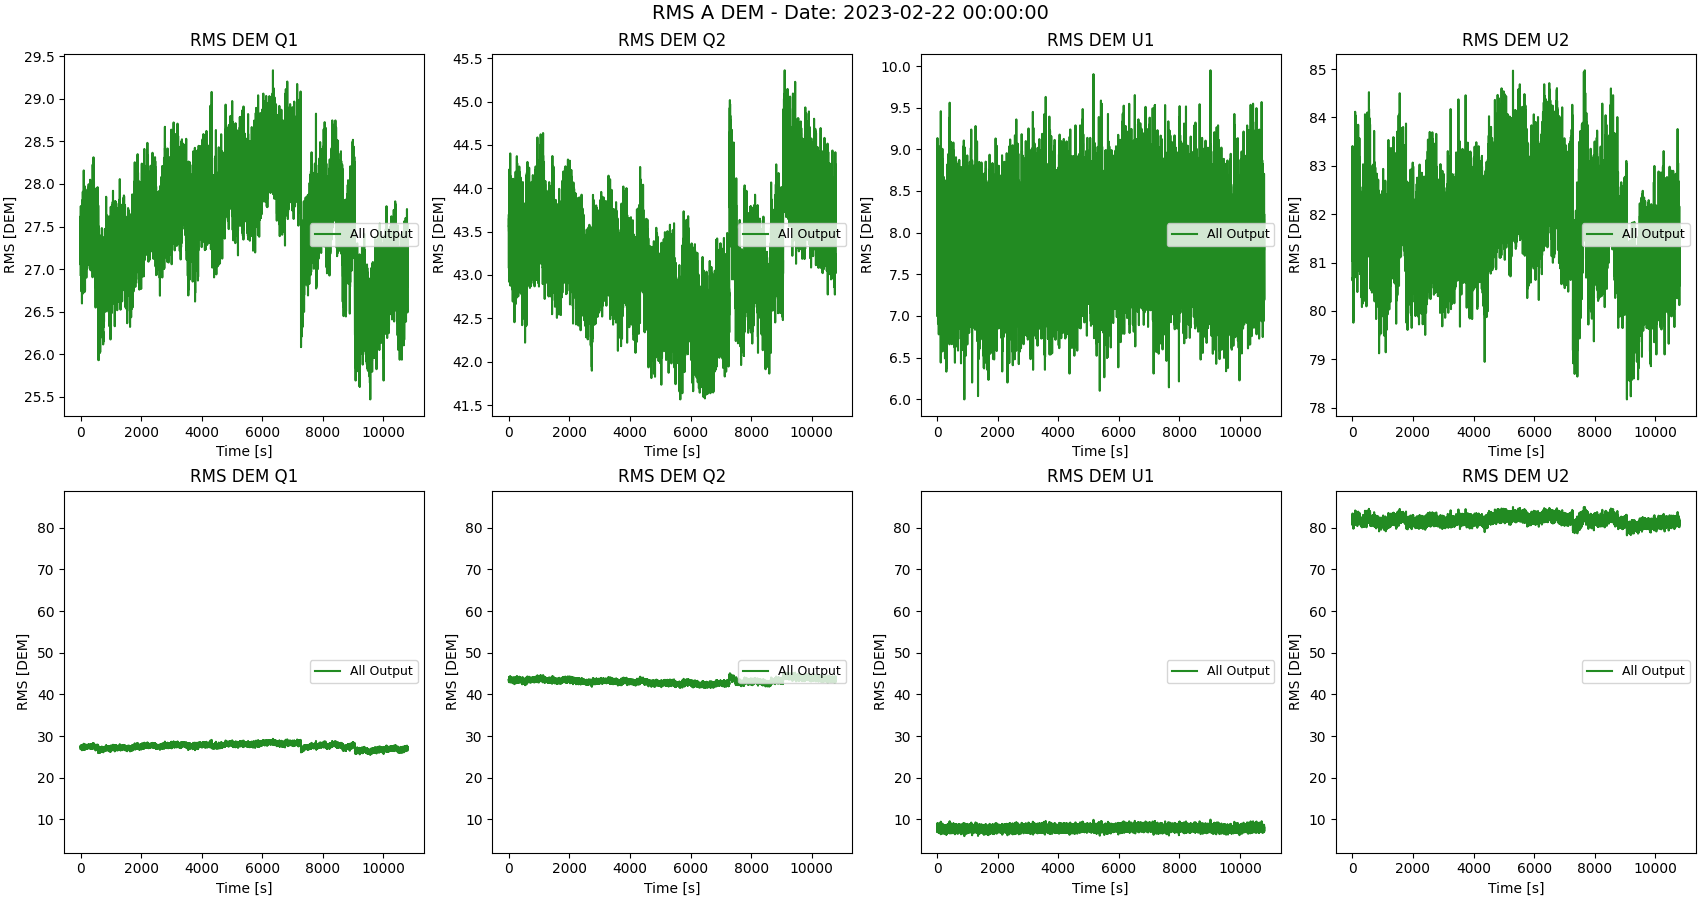 RMS A DEM - Date: 2023-02-22 00:00:00
RMS DEM Q1
RMS [DEM]
29.5
29.0
28.5
28.0
27.5
27.0
26.5
26.0
25.5
All Output
0 2000 4000 6000 8000 10000
Time [s]
RMS DEM Q2
RMS [DEM]
45.5
45.0
44.5
44.0
43.5
43.0
42.5
42.0
41.5
All Output
0 2000 4000 6000 8000 10000
Time [s]
RMS DEM U1
RMS [DEM]
10.0
9.5
9.0
8.5
8.0
7.5
7.0
6.5
6.0
All Output
0 2000 4000 6000 8000 10000
Time [s]
RMS DEM U2
RMS [DEM]
85
84
83
82
81
80
79
78
All Output
0 2000 4000 6000 8000 10000
Time [s]
RMS DEM Q1
RMS [DEM]
80
70
60
50
40
30
20
10
All Output
0 2000 4000 6000 8000 10000
Time [s]
RMS DEM Q2
RMS [DEM]
80
70
60
50
40
30
20
10
All Output
0 2000 4000 6000 8000 10000
Time [s]
RMS DEM U1
RMS [DEM]
80
70
60
50
40
30
20
10
All Output
0 2000 4000 6000 8000 10000
Time [s]
RMS DEM U2
RMS [DEM]
80
70
60
50
40
30
20
10
All Output
0 2000 4000 6000 8000 10000
Time [s]